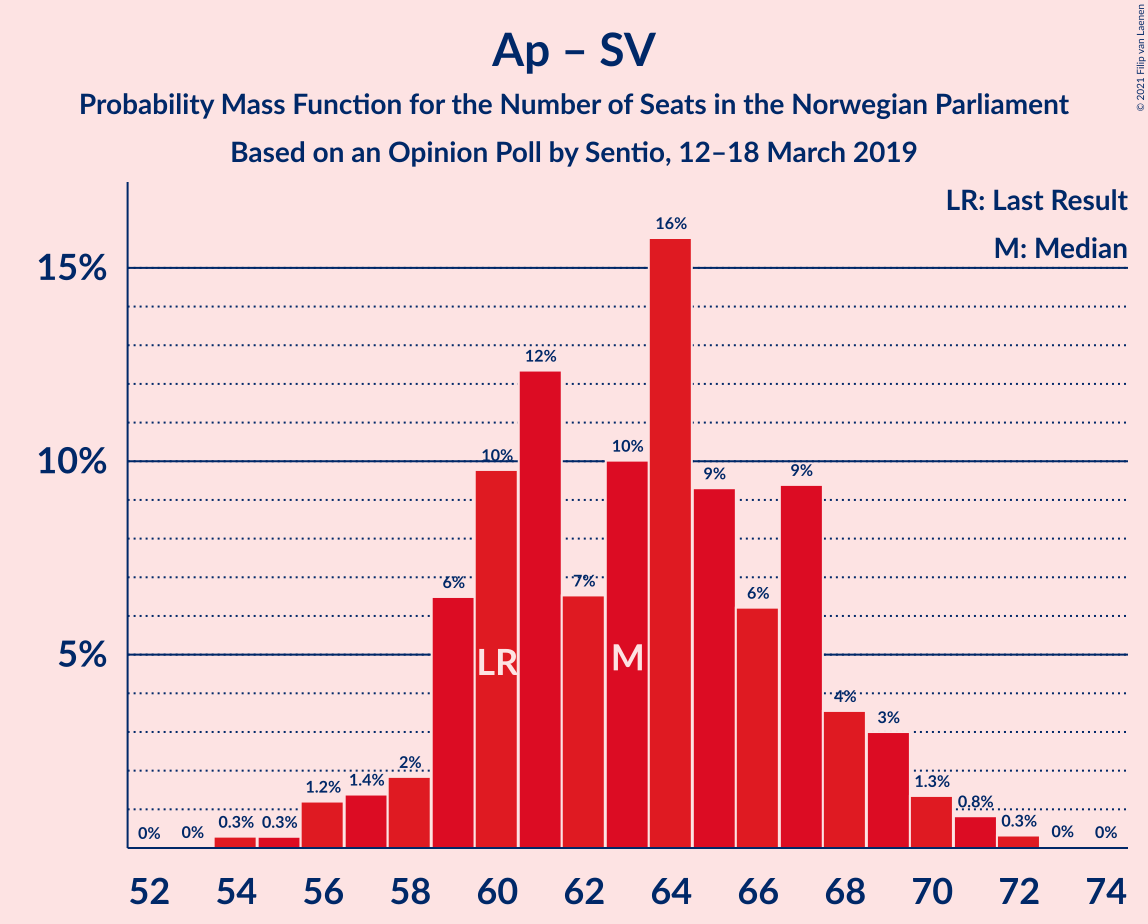 Ap – SV
Probability Mass Function for the Number of Seats in the Norwegian Parliament
Based on an Opinion Poll by Sentio, 12–18 March 2019
© 2021 Filip van Laenen
LR: Last Result
M: Median
15%
10%
5%
0%
0%
0.3%
0.3%
1.2%
1.4%
2%
6%
10%
12%
7%
10%
16%
9%
6%
9%
4%
3%
1.3%
0.8%
0.3%
0%
0%
LR
M
52 54 56 58 60 62 64 66 68 70 72 74